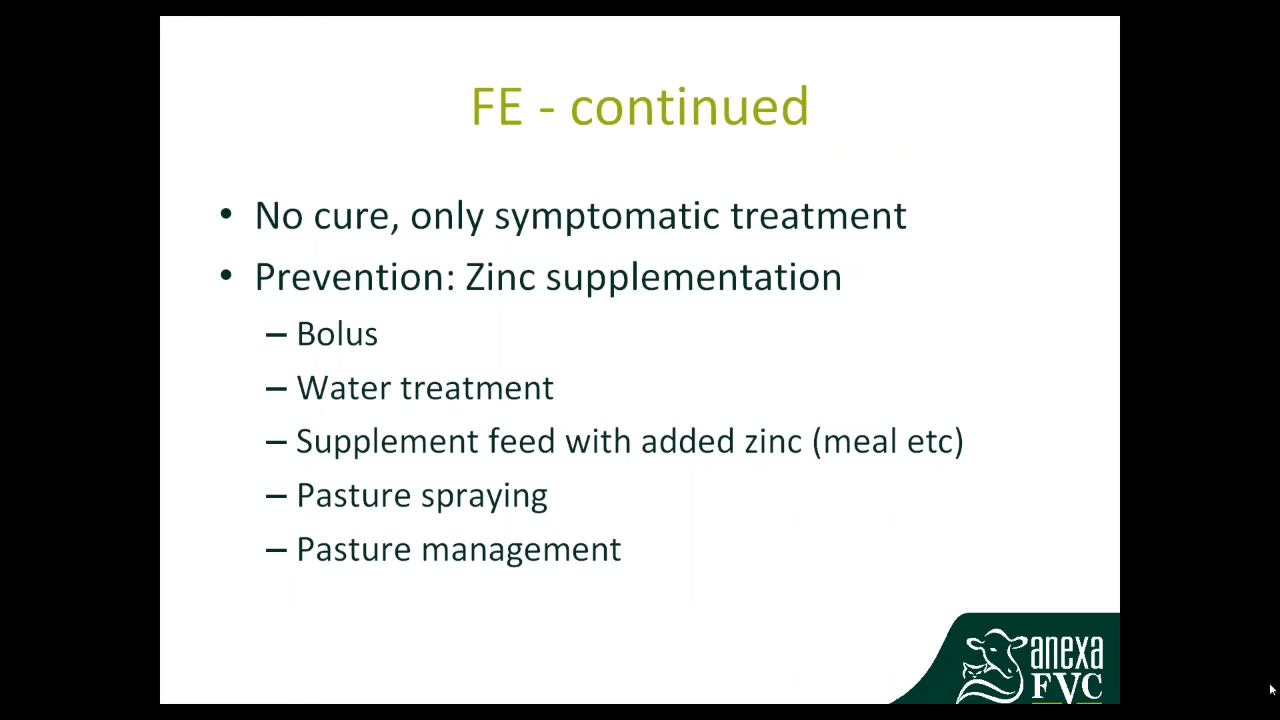 FE - continued
• No cure, only symptomatic treatment
• Prevention: Zinc supplementation
– Bolus
– Water treatment
– Supplement feed with added zinc (meal etc)
– Pasture spraying
– Pasture management
anexa
FVC